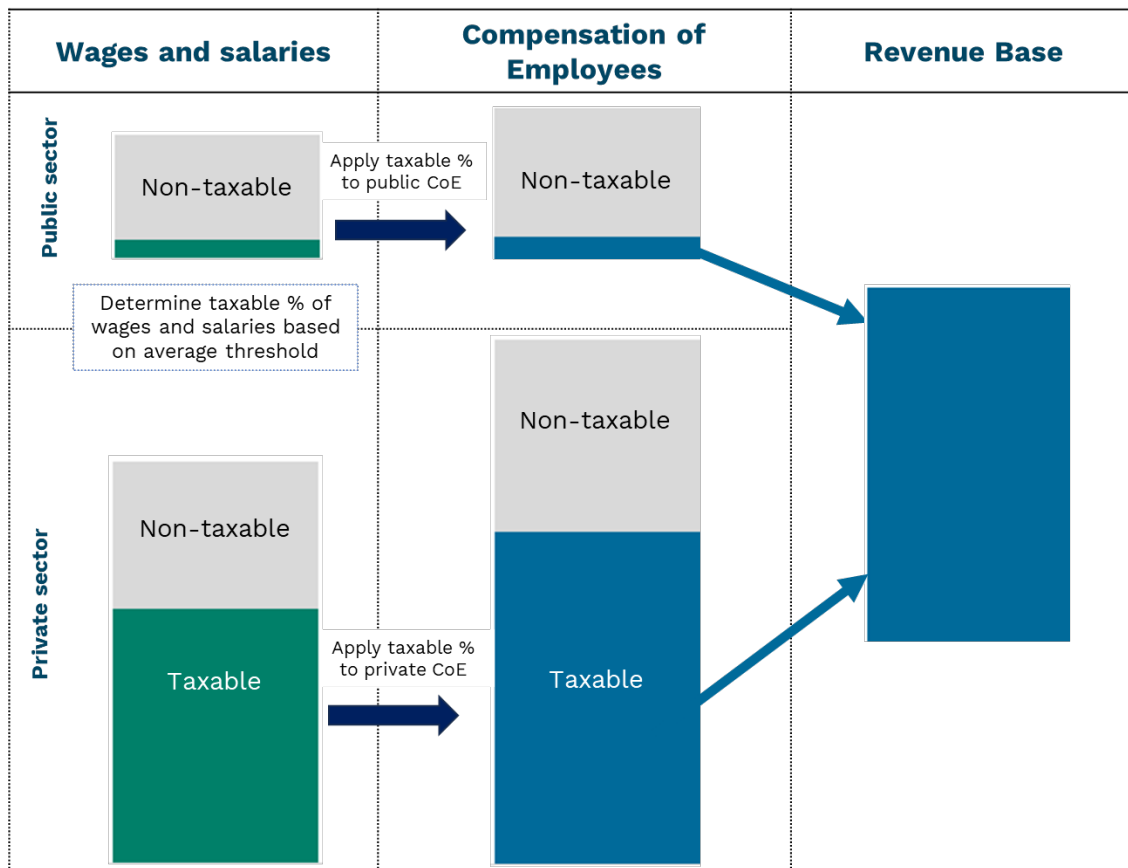 Wages and salaries
Compensation of
Employees
Revenue Base
Public sector
Non-taxable
Apply taxable %
to public CoE
Non-taxable
Determine taxable % of
wages and salaries based
on average threshold
Private sector
Non-taxable
Taxable
Apply taxable %
to private CoE
Non-taxable
Taxable